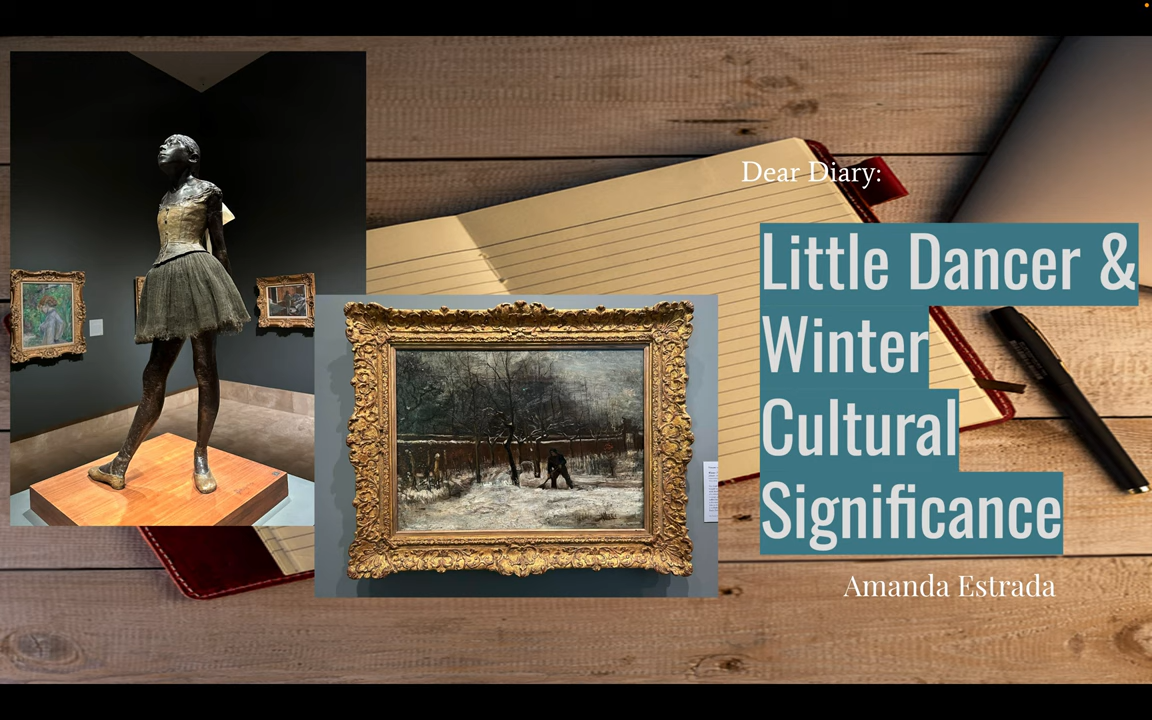 Dear Diary:
Little Dancer &
Winter
Cultural
Significance
Amanda Estrada